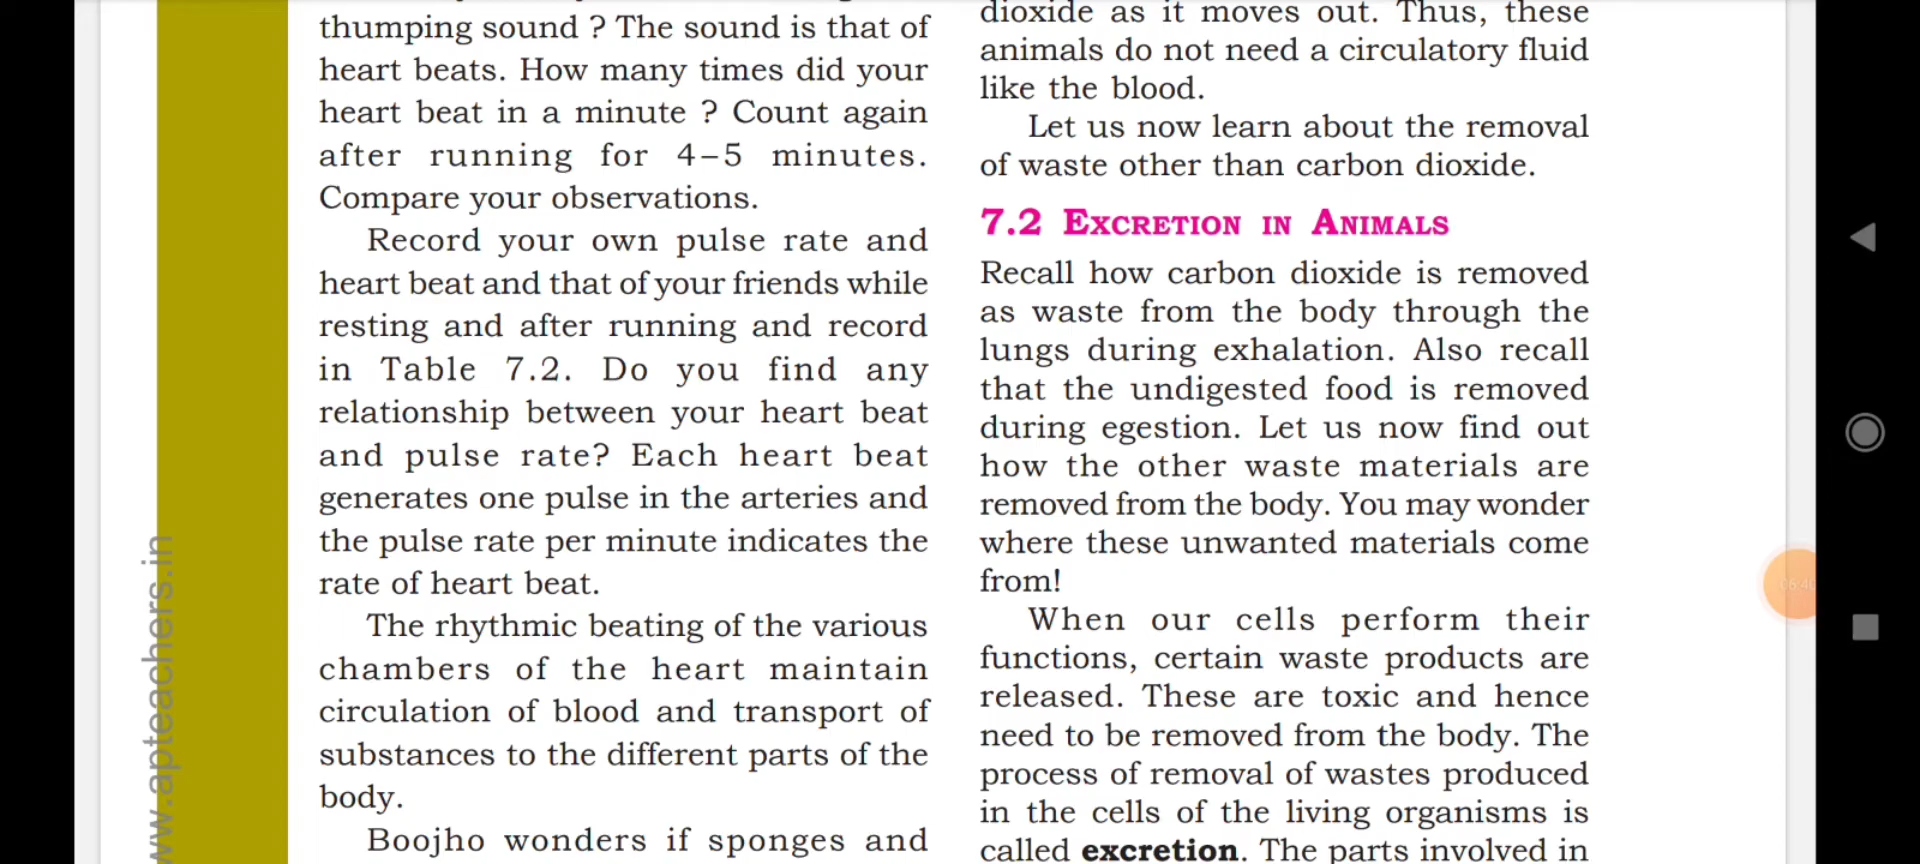 thumping sound ? The sound is that of
heart beats. How many times did your
heart beat in a minute ? Count again
after running for 4–5 minutes.
Compare your observations.
Record your own pulse rate and
heart beat and that of your friends while
resting and after running and record
in Table 7.2. Do you find any
relationship between your heart beat
and pulse rate? Each heart beat
generates one pulse in the arteries and
the pulse rate per minute indicates the
rate of heart beat.
The rhythmic beating of the various
chambers of the heart maintain
circulation of blood and transport of
substances to the different parts of the
body.
Boojho wonders if sponges and
dioxide as it moves out. Thus, these
animals do not need a circulatory fluid
like the blood.
Let us now learn about the removal
of waste other than carbon dioxide.
7.2 EXCRETION IN ANIMALS
Recall how carbon dioxide is removed
as waste from the body through the
lungs during exhalation. Also recall
that the undigested food is removed
during egestion. Let us now find out
how the other waste materials are
removed from the body. You may wonder
where these unwanted materials come
from!
When our cells perform their
functions, certain waste products are
released. These are toxic and hence
need to be removed from the body. The
process of removal of wastes produced
in the cells of the living organisms is
called excretion. The parts involved in
ww.apteachers.in